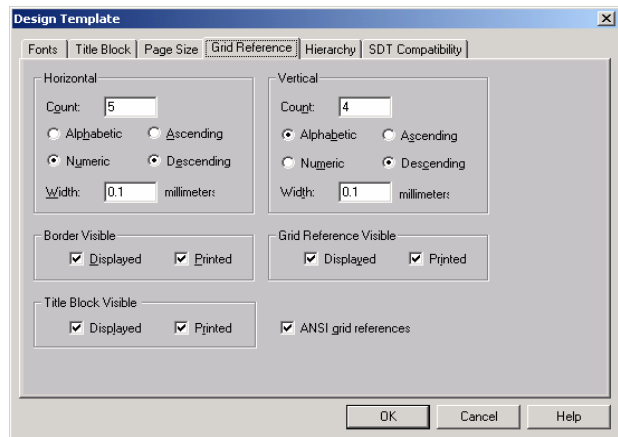 Design Template
Fonts Title Block Page Size Grid Reference Hierarchy SDT Compatibility
Horizontal
Count: 5
Alphabetic Ascending
Numeric Descending
Width: 0.1 millimeters
Vertical
Count: 4
Alphabetic Ascending
Numeric Descending
Width: 0.1 millimeters
Border Visible
Displayed Printed
Grid Reference Visible
Displayed Printed
Title Block Visible
Displayed Printed
ANSI grid references
OK Cancel Help